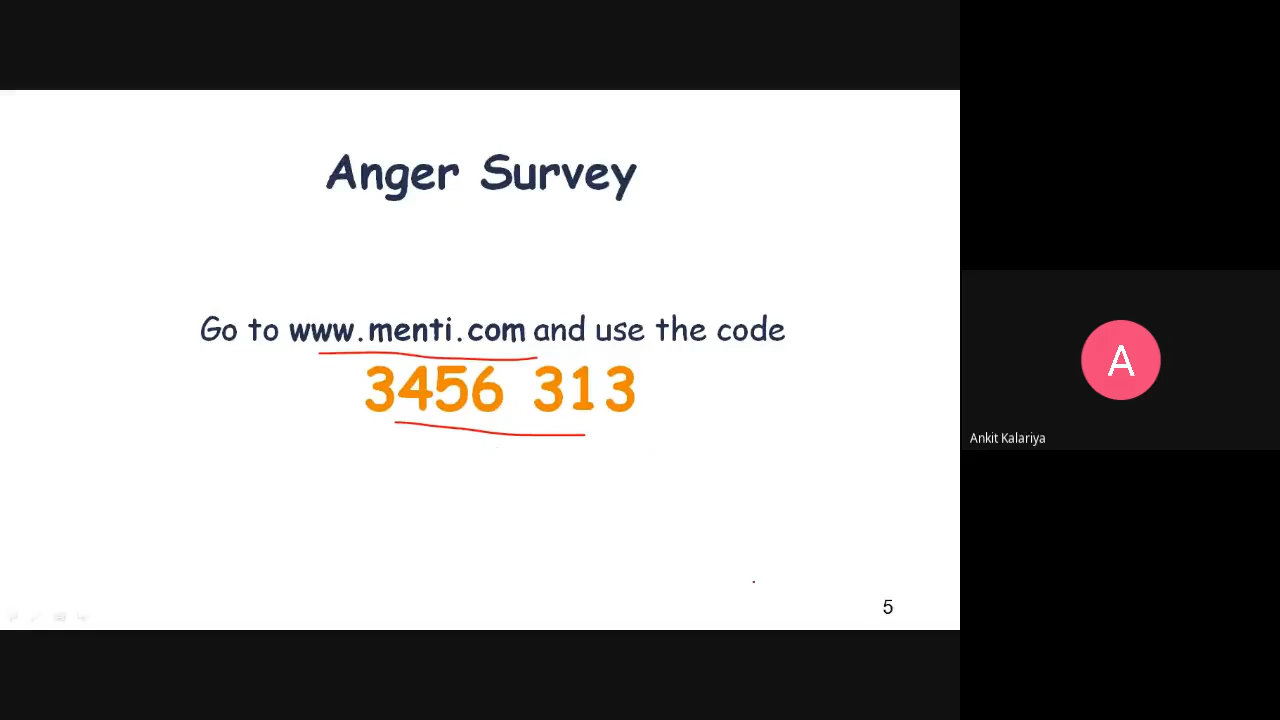 Anger Survey
Go to www.menti.com and use the code
3456 313
5
A
Ankit Kalariya